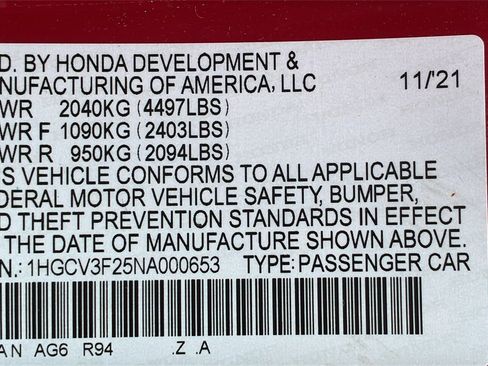 D. BY HONDA DEVELOPMENT &
NUFACTURING OF AMERICA, LLC 11/'21
WR 2040KG (4497LBS)
WR F 1090KG (2403LBS)
WR R 950KG (2094LBS)
S VEHICLE CONFORMS TO ALL APPLICABLE
DERAL MOTOR VEHICLE SAFETY, BUMPER,
D THEFT PREVENTION STANDARDS IN EFFECT
THE DATE OF MANUFACTURE SHOWN ABOVE.
N.: 1HGCV3F25NA000653 TYPE: PASSENGER CAR
AN AG6 R94 .Z .A